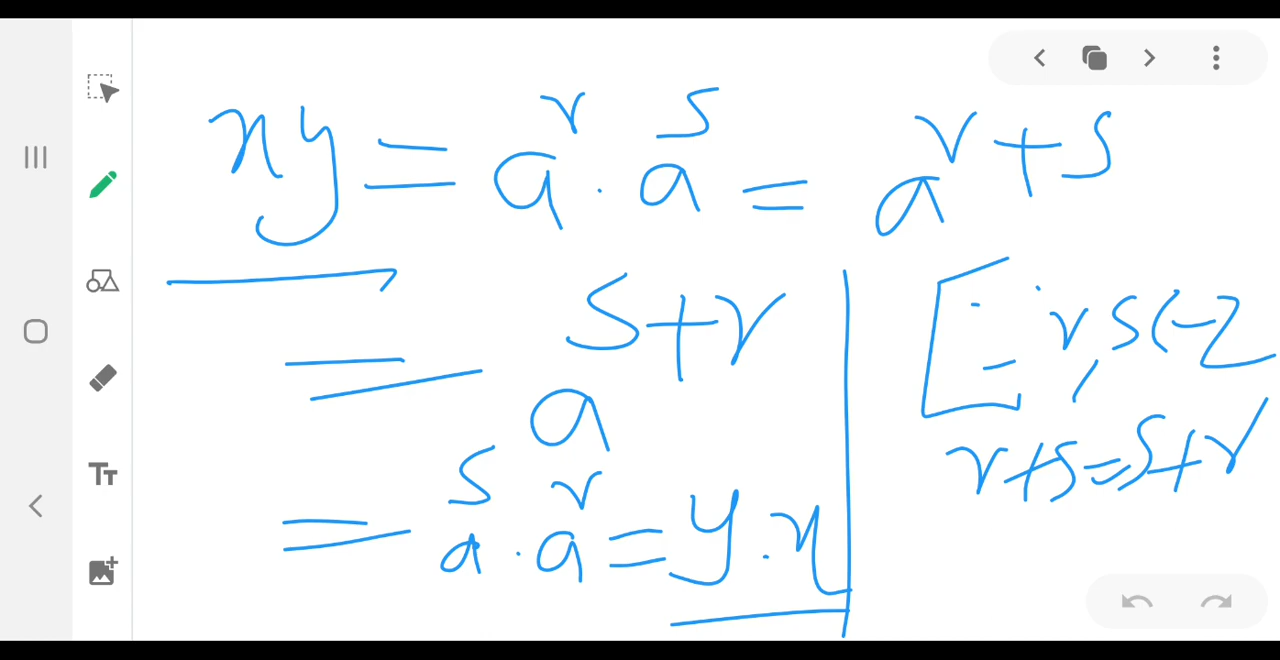 xy = a^r . a^s = a^{r+s}
= a^{s+r}
= a^s . a^r = y . x
[∵ r, s ∈ Z
r+s = s+r